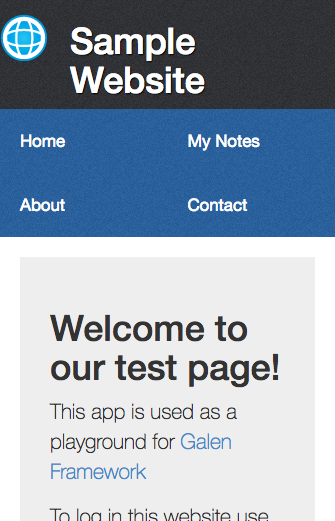 Sample
Website
Home My Notes
About Contact
Welcome to
our test page!
This app is used as a
playground for Galen
Framework
To log in this website use